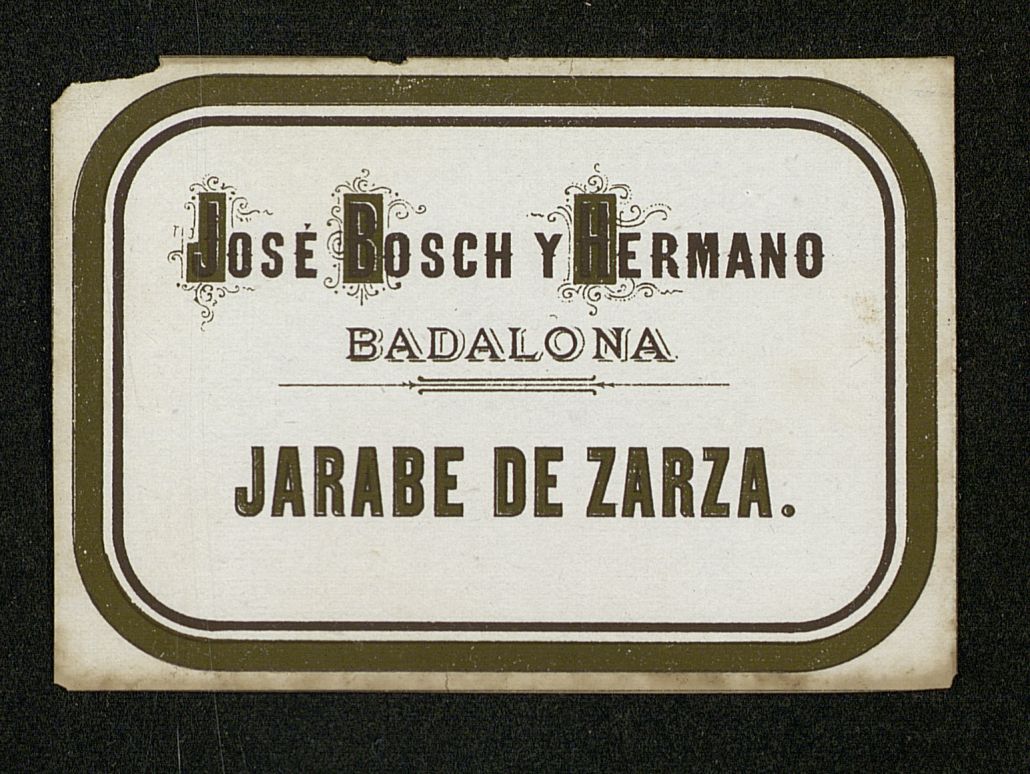 JOSÉ BOSCH Y HERMANO
BADALONA
JARABE DE ZARZA.